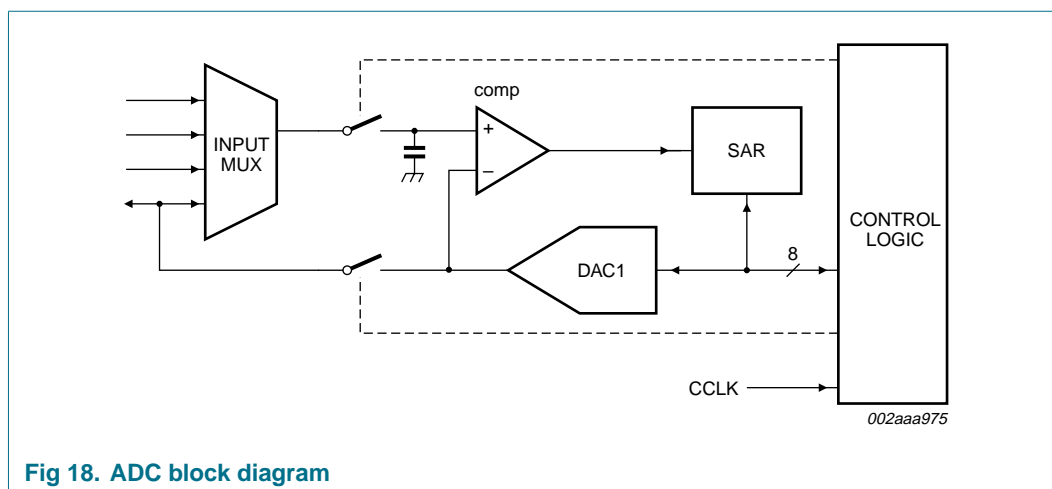 comp
INPUT
MUX
+
−
SAR
CONTROL
LOGIC
DAC1
8
CCLK
002aaa975
Fig 18. ADC block diagram